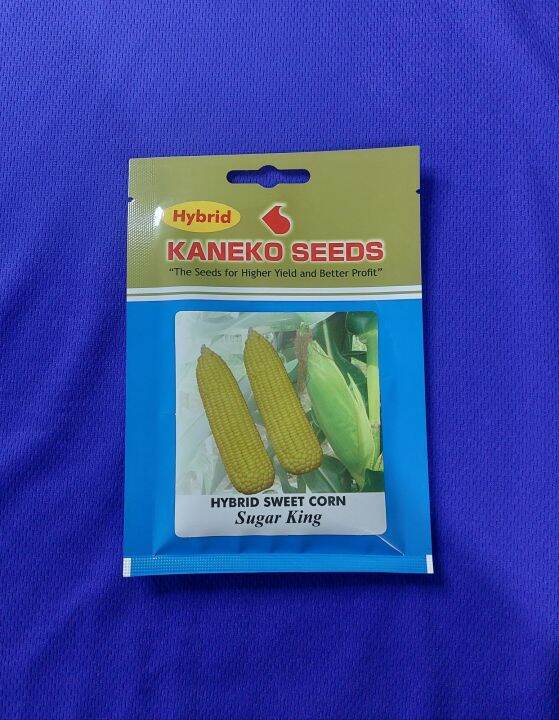 Hybrid
KANEKO SEEDS
“The Seeds for Higher Yield and Better Profit”
HYBRID SWEET CORN
Sugar King